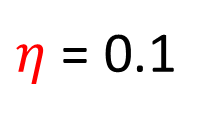 η = 0.1